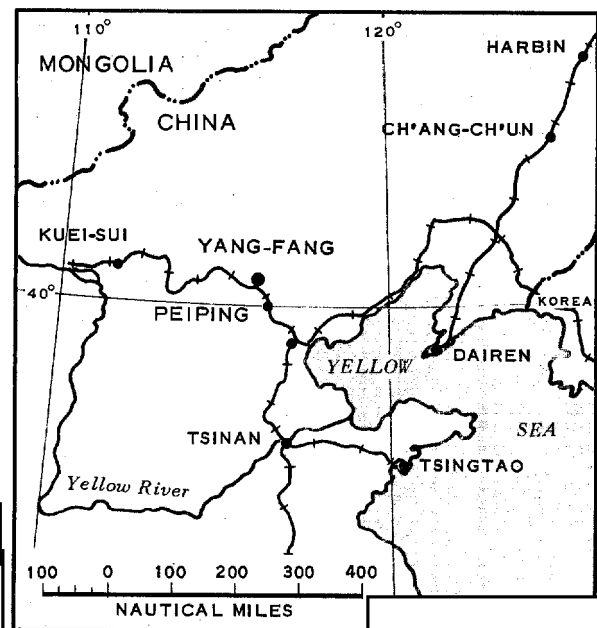 110°
120°
HARBIN
MONGOLIA
CHINA
CH'ANG-CH'UN
KUEI-SUI
YANG-FANG
40°
PEIPING
KOREA
YELLOW
DAIREN
SEA
TSINAN
TSINGTAO
Yellow River
100 0 100 200 300 400
NAUTICAL MILES